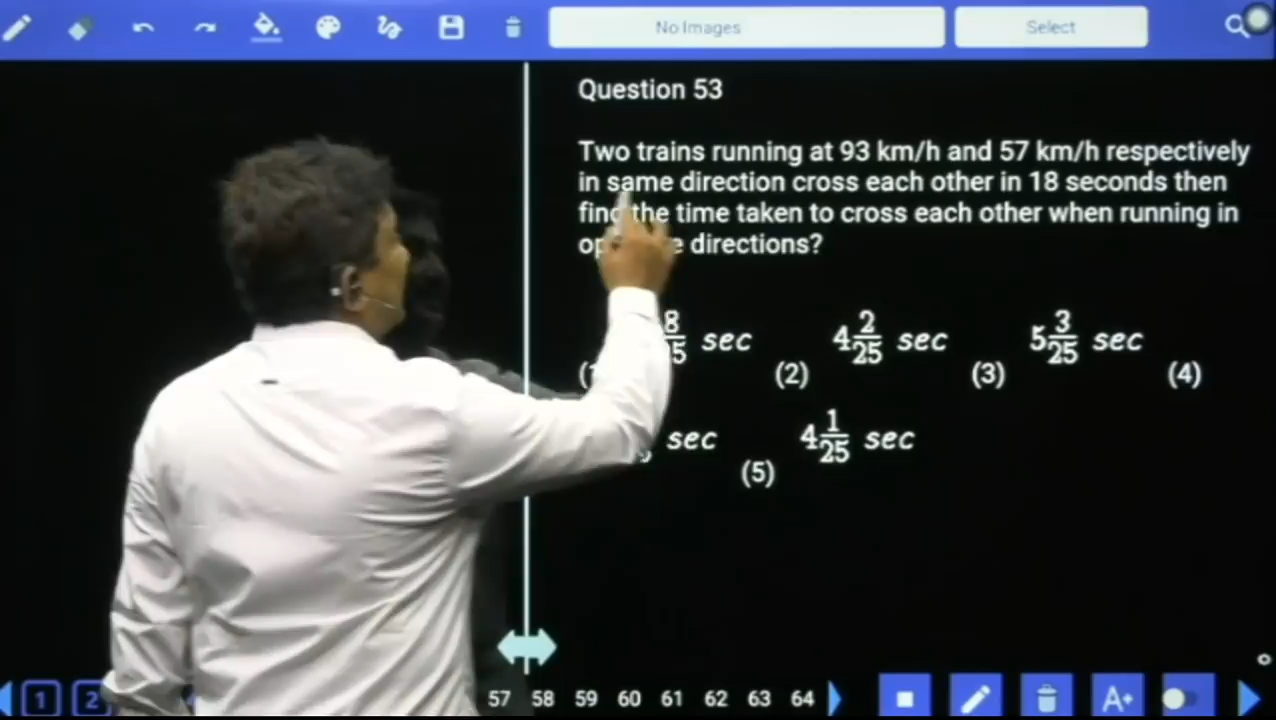 No Images
Select
Question 53
Two trains running at 93 km/h and 57 km/h respectively
in same direction cross each other in 18 seconds then
the time taken to cross each other when running in
directions?
8 sec (2) 4 2/25 sec (3) 5 3/25 sec (4)
sec (5) 4 1/25 sec
1 2 57 58 59 60 61 62 63 64 A+